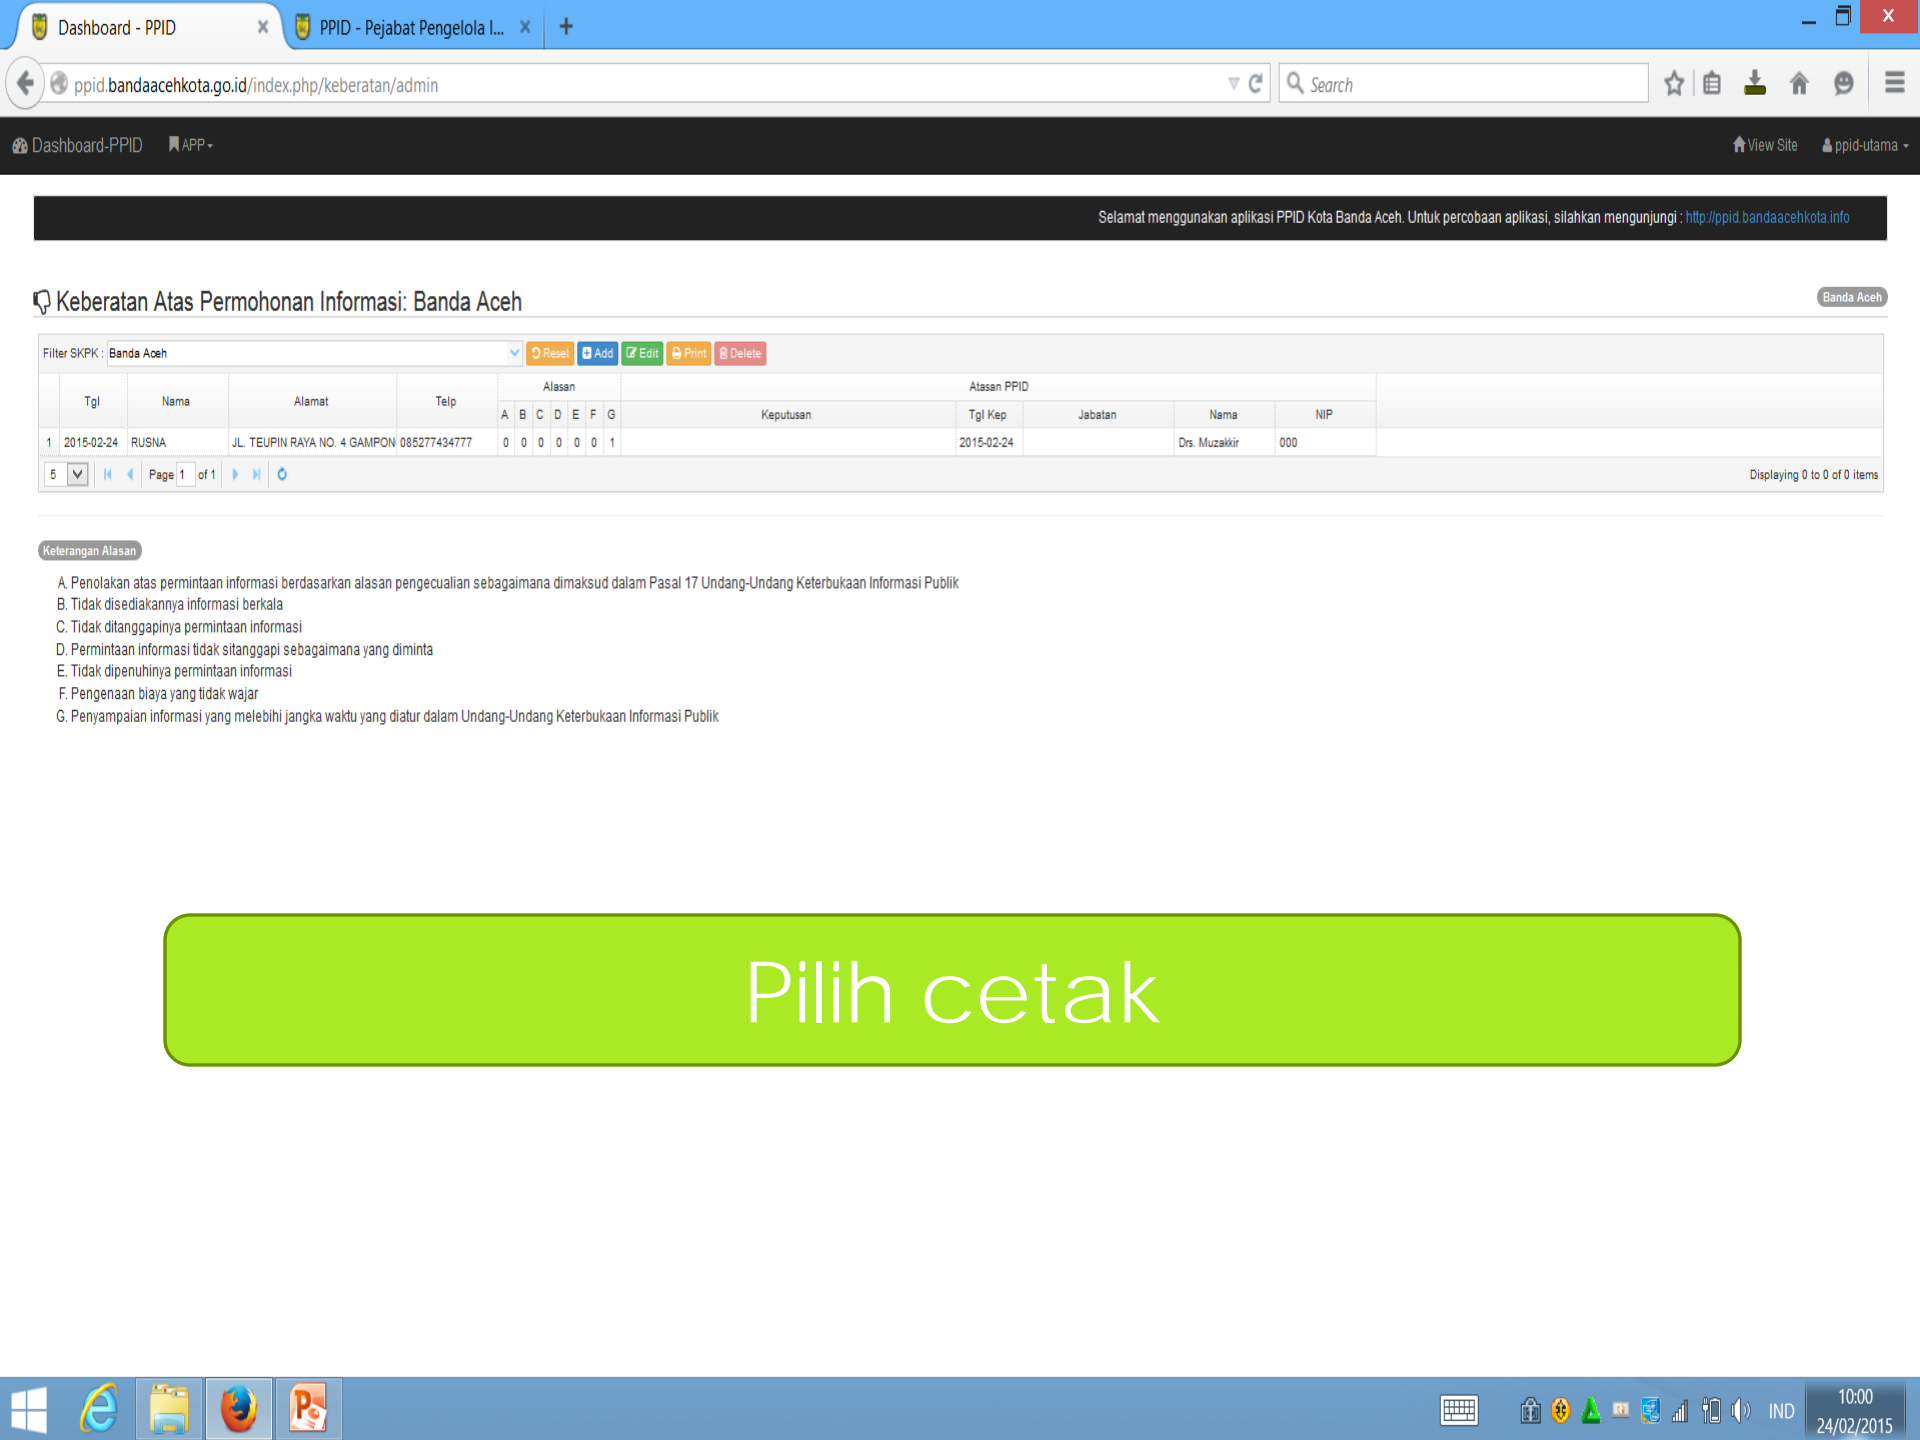 Dashboard - PPID
PPID - Pejabat Pengelola I...
ppid.bandaacehkota.go.id/index.php/keberatan/admin
Search
Dashboard-PPID APP
View Site ppid-utama
Selamat menggunakan aplikasi PPID Kota Banda Aceh. Untuk percobaan aplikasi, silahkan mengunjungi : http://ppid.bandaacehkota.info
Keberatan Atas Permohonan Informasi: Banda Aceh
Banda Aceh
Filter SKPK : Banda Aceh Reset Add Edit Print Delete
Tgl Nama Alamat Telp Alasan Atasan PPID
A B C D E F G Keputusan Tgl Kep Jabatan Nama NIP
1 2015-02-24 RUSNA JL. TEUPIN RAYA NO. 4 GAMPON 085277434777 0 0 0 0 0 0 1 2015-02-24 Drs. Muzakkir 000
5 Page 1 of 1 Displaying 0 to 0 of 0 items
Keterangan Alasan
A. Penolakan atas permintaan informasi berdasarkan alasan pengecualian sebagaimana dimaksud dalam Pasal 17 Undang-Undang Keterbukaan Informasi Publik
B. Tidak disediakannya informasi berkala
C. Tidak ditanggapinya permintaan informasi
D. Permintaan informasi tidak sitanggapi sebagaimana yang diminta
E. Tidak dipenuhinya permintaan informasi
F. Pengenaan biaya yang tidak wajar
G. Penyampaian informasi yang melebihi jangka waktu yang diatur dalam Undang-Undang Keterbukaan Informasi Publik
Pilih cetak
IND
10:00
24/02/2015